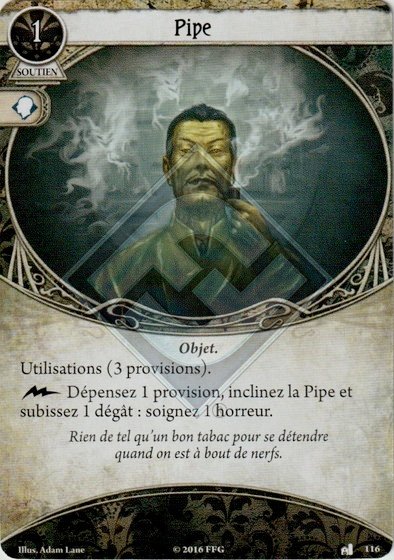 1
Pipe
SOUTIEN
Objet.
Utilisations (3 provisions).
Dépensez 1 provision, inclinez la Pipe et
subissez 1 dégât : soignez 1 horreur.
Rien de tel qu'un bon tabac pour se détendre
quand on est à bout de nerfs.
Illus. Adam Lane
© 2016 FFG
116